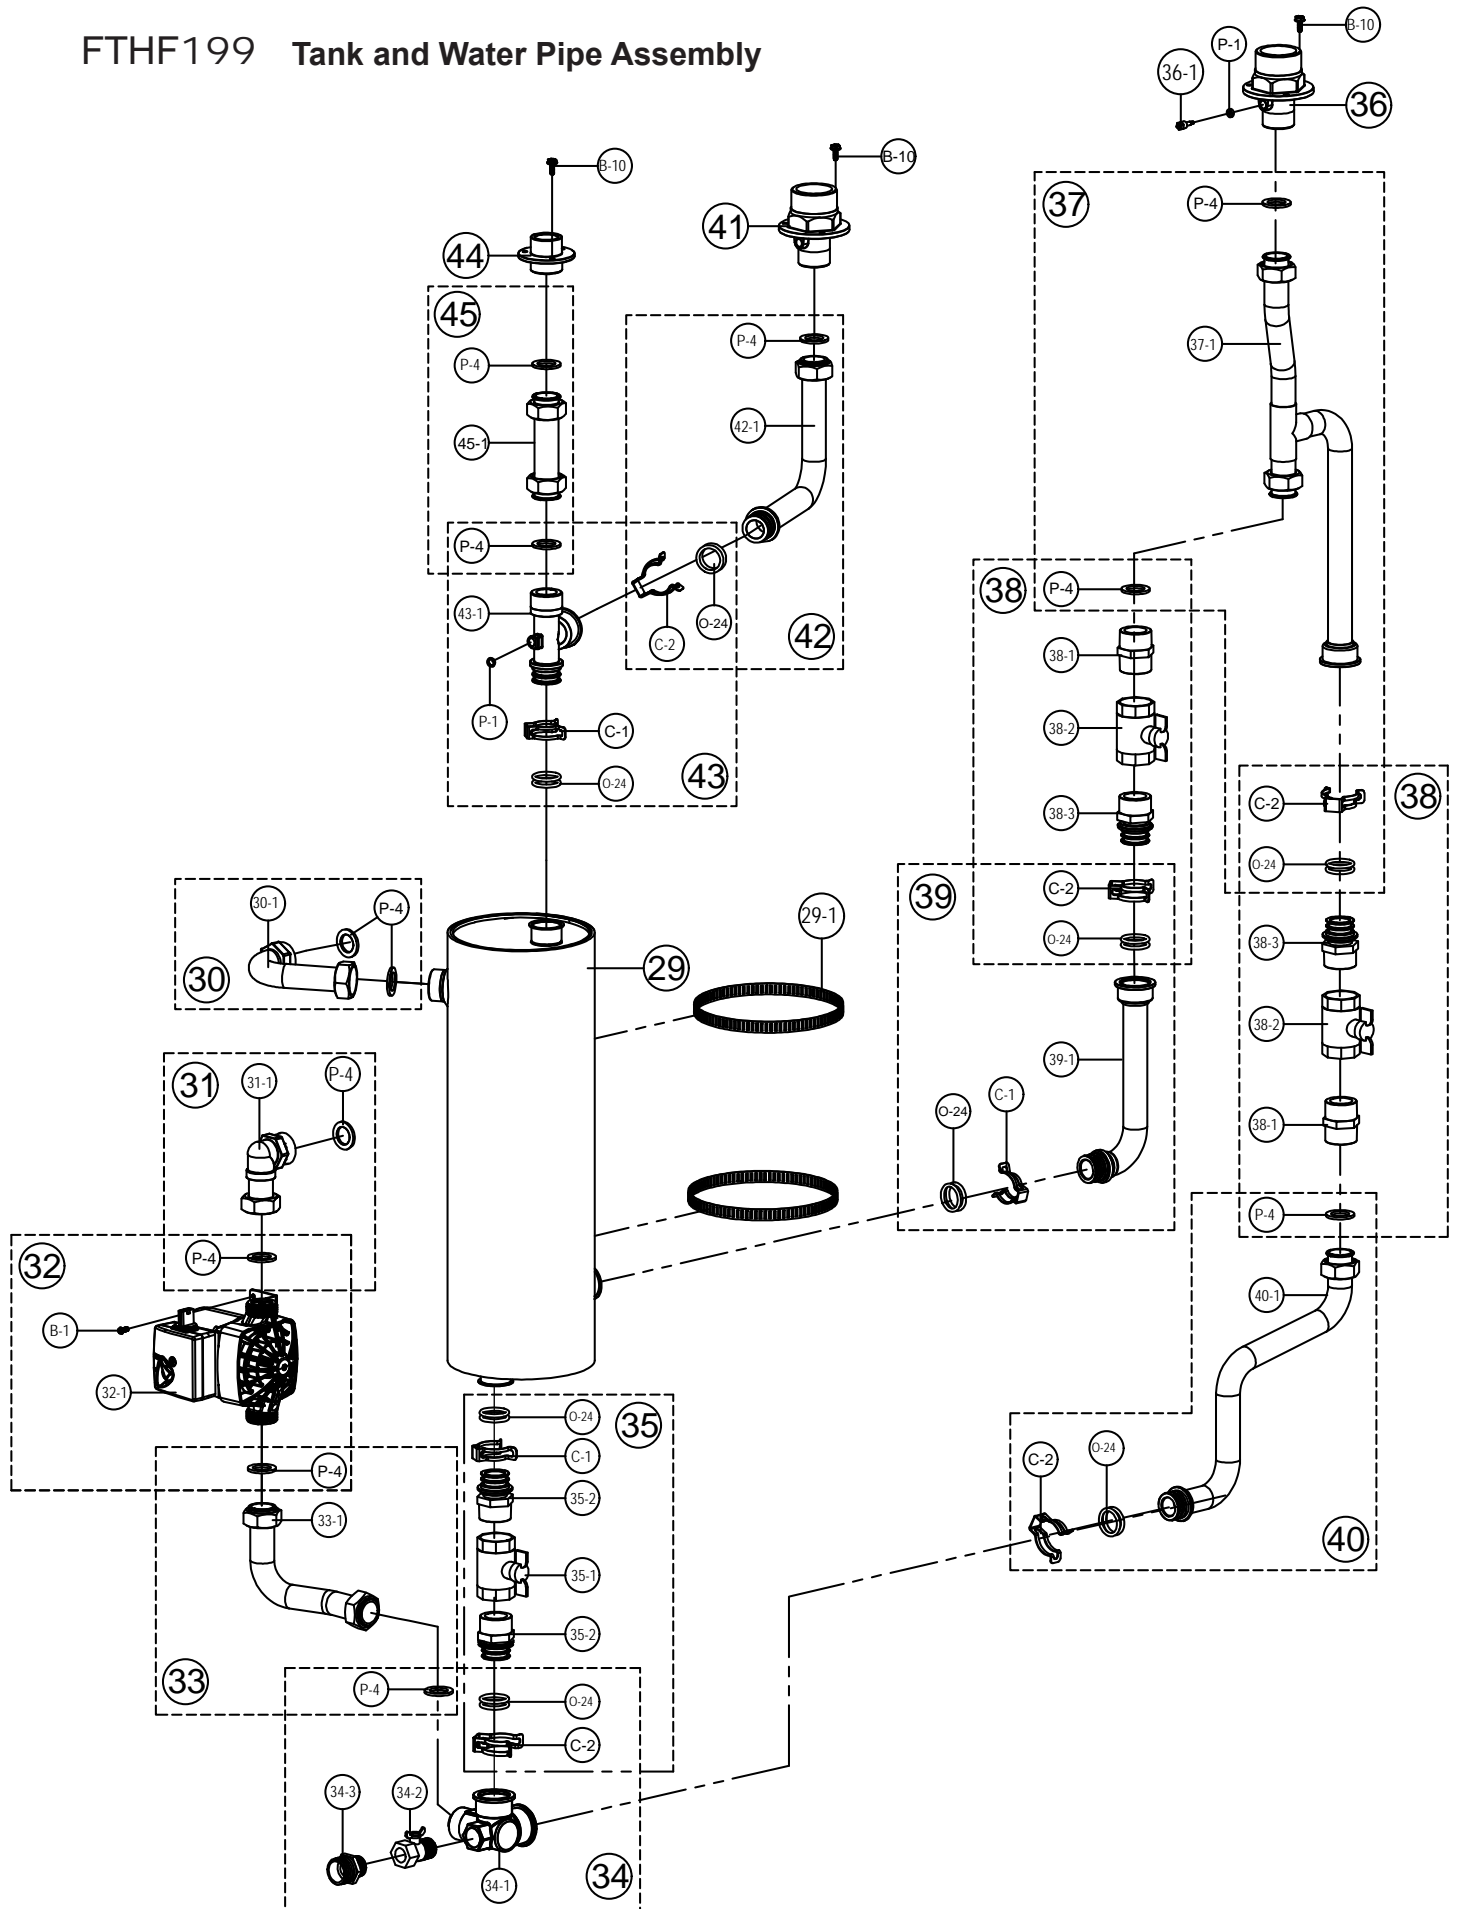 FTHF199 Tank and Water Pipe Assembly
B-10
P-1
36-1
36
B-10
B-10
37
P-4
41
44
45
P-4
P-4
37-1
42-1
45-1
P-4
38
P-4
43-1
C-2
O-24
42
38-1
P-1
C-1
38-2
43
O-24
C-2
38
38-3
O-24
39
C-2
30-1
P-4
29-1
O-24
38-3
30
29
38-2
31
31-1
P-4
39-1
O-24
C-1
38-1
P-4
32
P-4
40-1
B-1
32-1
O-24
35
C-1
O-24
C-2
P-4
35-2
33-1
40
35-1
35-2
33
P-4
O-24
C-2
34-3
34-2
34-1
34